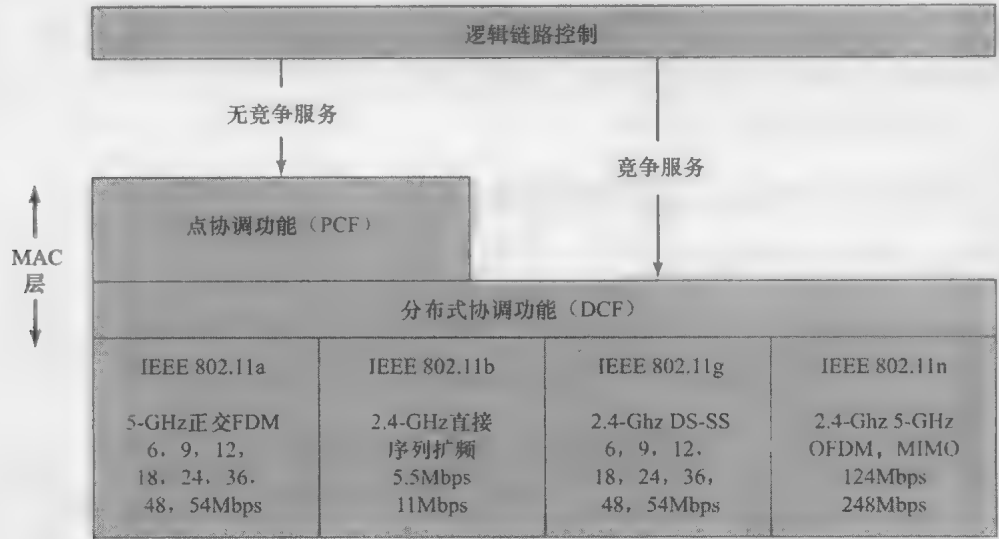 逻辑链路控制
无竞争服务
竞争服务
点协调功能（PCF）
MAC
层
分布式协调功能（DCF）
IEEE 802.11a
5-GHz正交FDM
6，9，12，
18，24，36，
48，54Mbps
IEEE 802.11b
2.4-GHz直接
序列扩频
5.5Mbps
11Mbps
IEEE 802.11g
2.4-Ghz DS-SS
6，9，12，
18，24，36，
48，54Mbps
IEEE 802.11n
2.4-Ghz 5-GHz
OFDM，MIMO
124Mbps
248Mbps